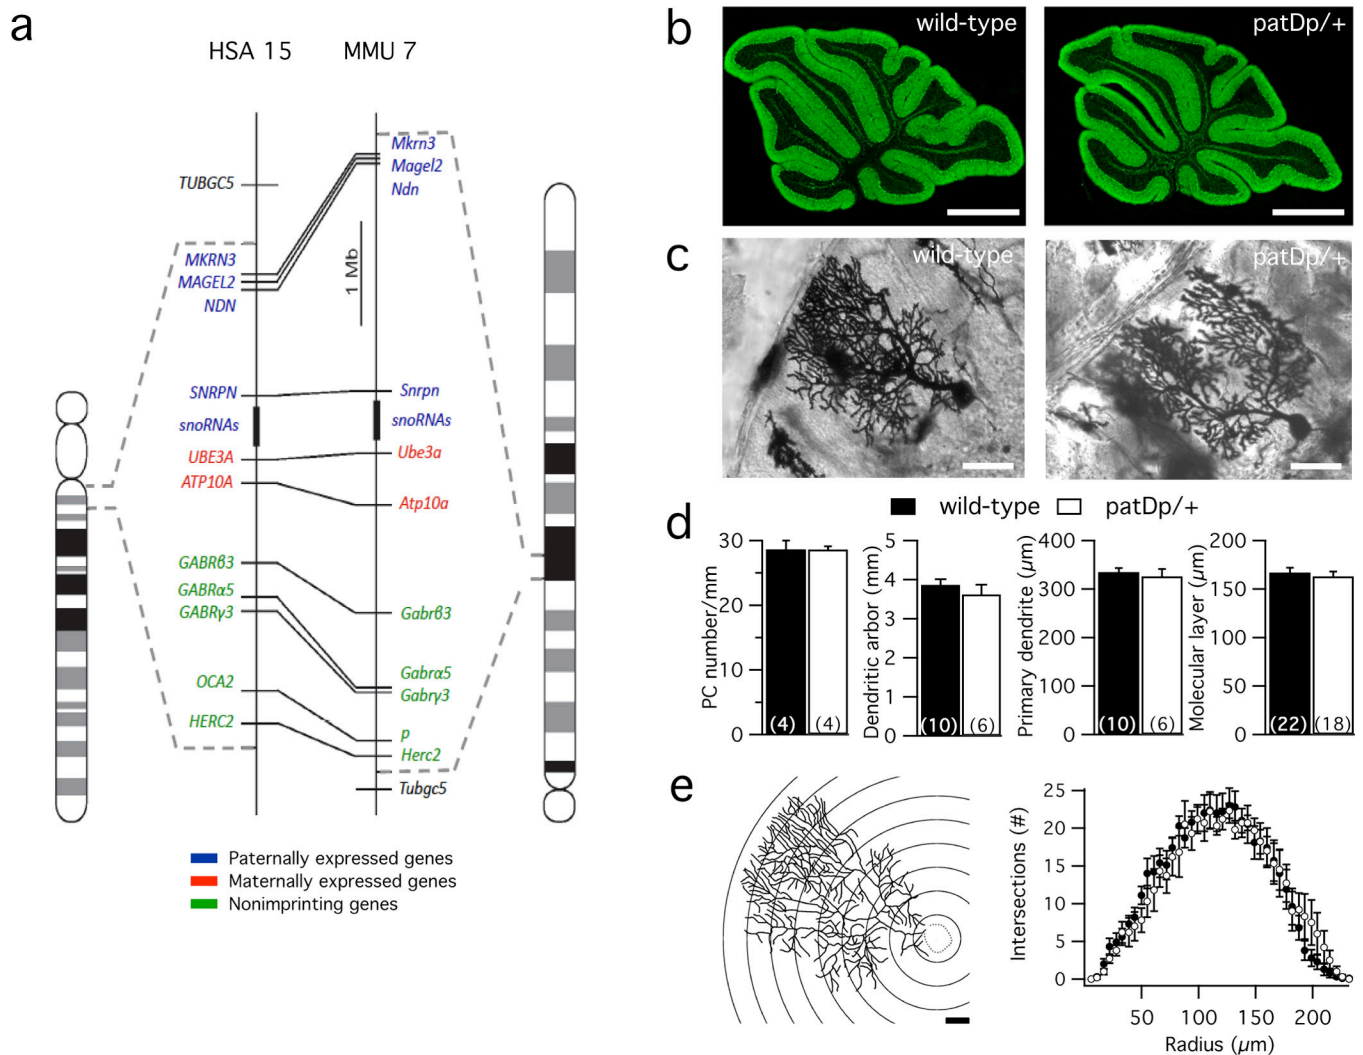 a
HSA 15
MMU 7
TUBGC5
MKRN3
MAGEL2
NDN
SNRPN
snoRNAs
UBE3A
ATP10A
GABRβ3
GABRα5
GABRγ3
OCA2
HERC2
1 Mb
Mkrn3
Magel2
Ndn
Snrpn
snoRNAs
Ube3a
Atp10a
Gabrβ3
Gabrα5
Gabrγ3
p
Herc2
Tubgc5
Paternally expressed genes
Maternally expressed genes
Nonimprinting genes
b
wild-type
patDp/+
c
wild-type
patDp/+
d
wild-type
patDp/+
PC number/mm
30
20
10
0
(4)
(4)
Dendritic arbor (mm)
5
4
3
2
1
0
(10)
(6)
Primary dendrite (µm)
400
300
200
100
0
(10)
(6)
Molecular layer (µm)
200
150
100
50
0
(22)
(18)
e
Intersections (#)
25
20
15
10
5
0
50
100
150
200
Radius (µm)